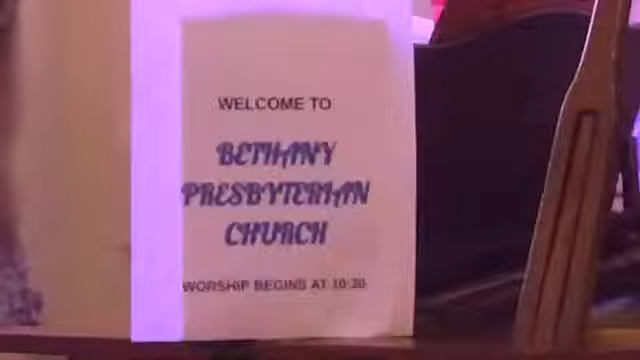 WELCOME TO
BETHANY
PRESBYTERIAN
CHURCH
WORSHIP BEGINS AT 10:30